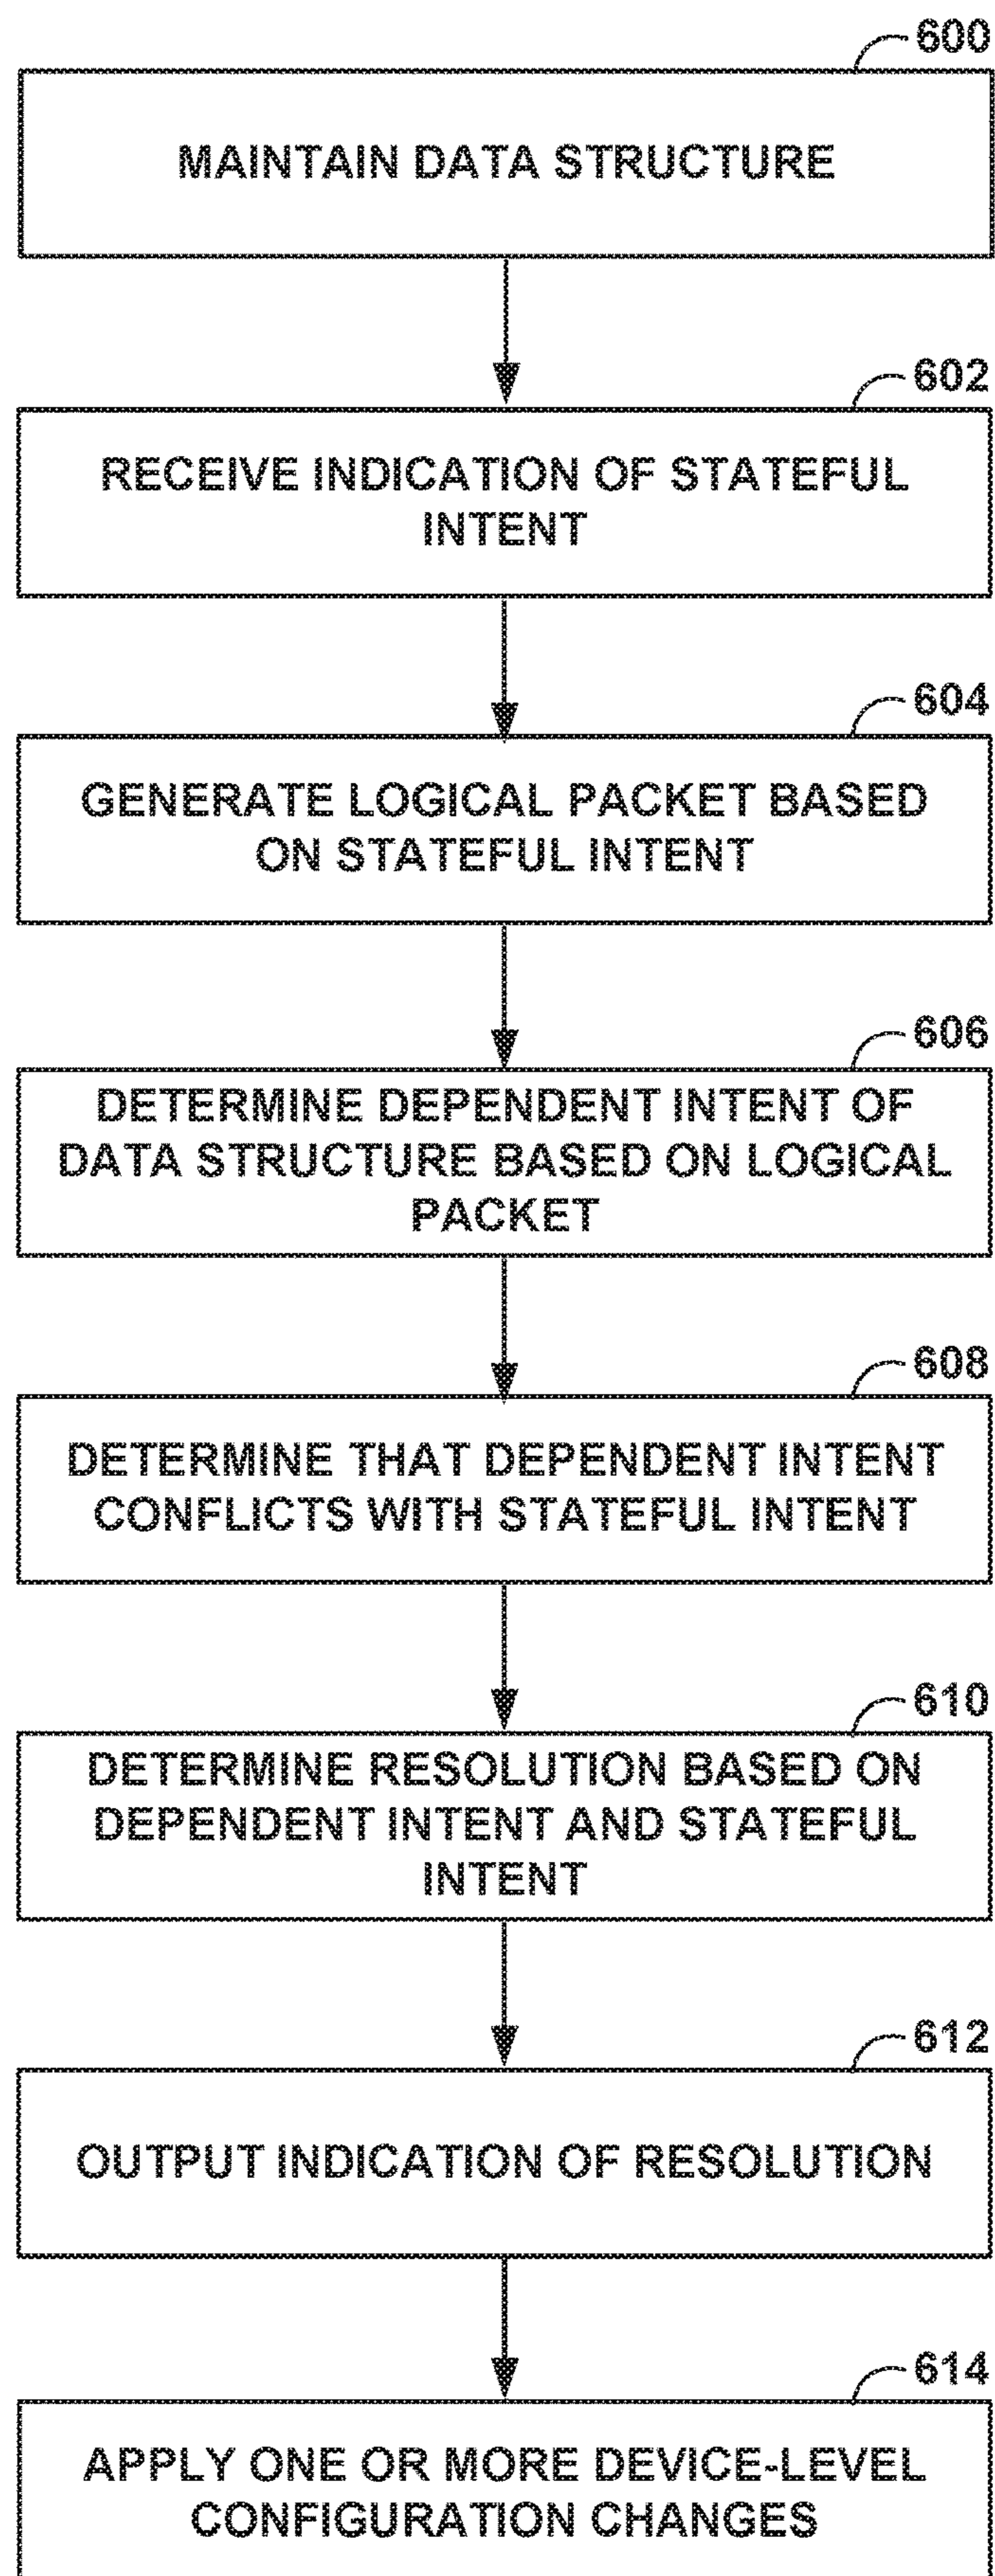 600
MAINTAIN DATA STRUCTURE
602
RECEIVE INDICATION OF STATEFUL
INTENT
604
GENERATE LOGICAL PACKET BASED
ON STATEFUL INTENT
606
DETERMINE DEPENDENT INTENT OF
DATA STRUCTURE BASED ON LOGICAL
PACKET
608
DETERMINE THAT DEPENDENT INTENT
CONFLICTS WITH STATEFUL INTENT
610
DETERMINE RESOLUTION BASED ON
DEPENDENT INTENT AND STATEFUL
INTENT
612
OUTPUT INDICATION OF RESOLUTION
614
APPLY ONE OR MORE DEVICE-LEVEL
CONFIGURATION CHANGES